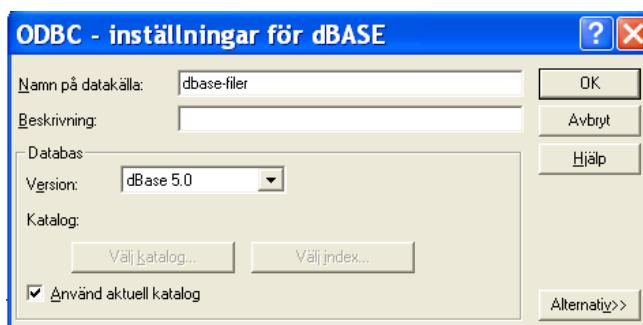 ODBC - inställningar för dBASE
Namn på datakälla: dbase-filer OK
Beskrivning: Avbryt
Databas Hjälp
Version: dBase 5.0
Katalog:
Välj katalog... Välj index...
Använd aktuell katalog
Alternativ>>